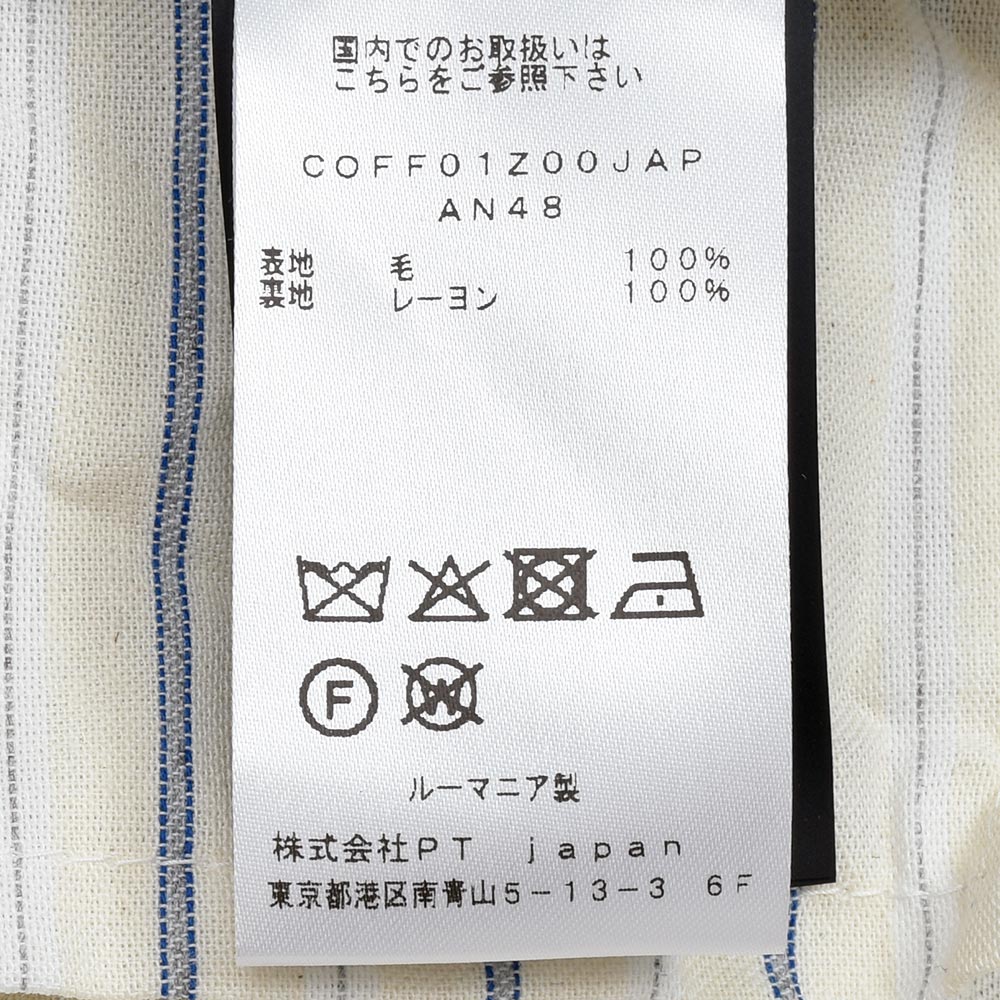 国内でのお取扱いは
こちらをご参照下さい
COFF01Z00JAP
AN48
表地 毛 100%
裏地 レーヨン 100%
F W
ルーマニア製
株式会社PT japan
東京都港区南青山5-13-3 6F